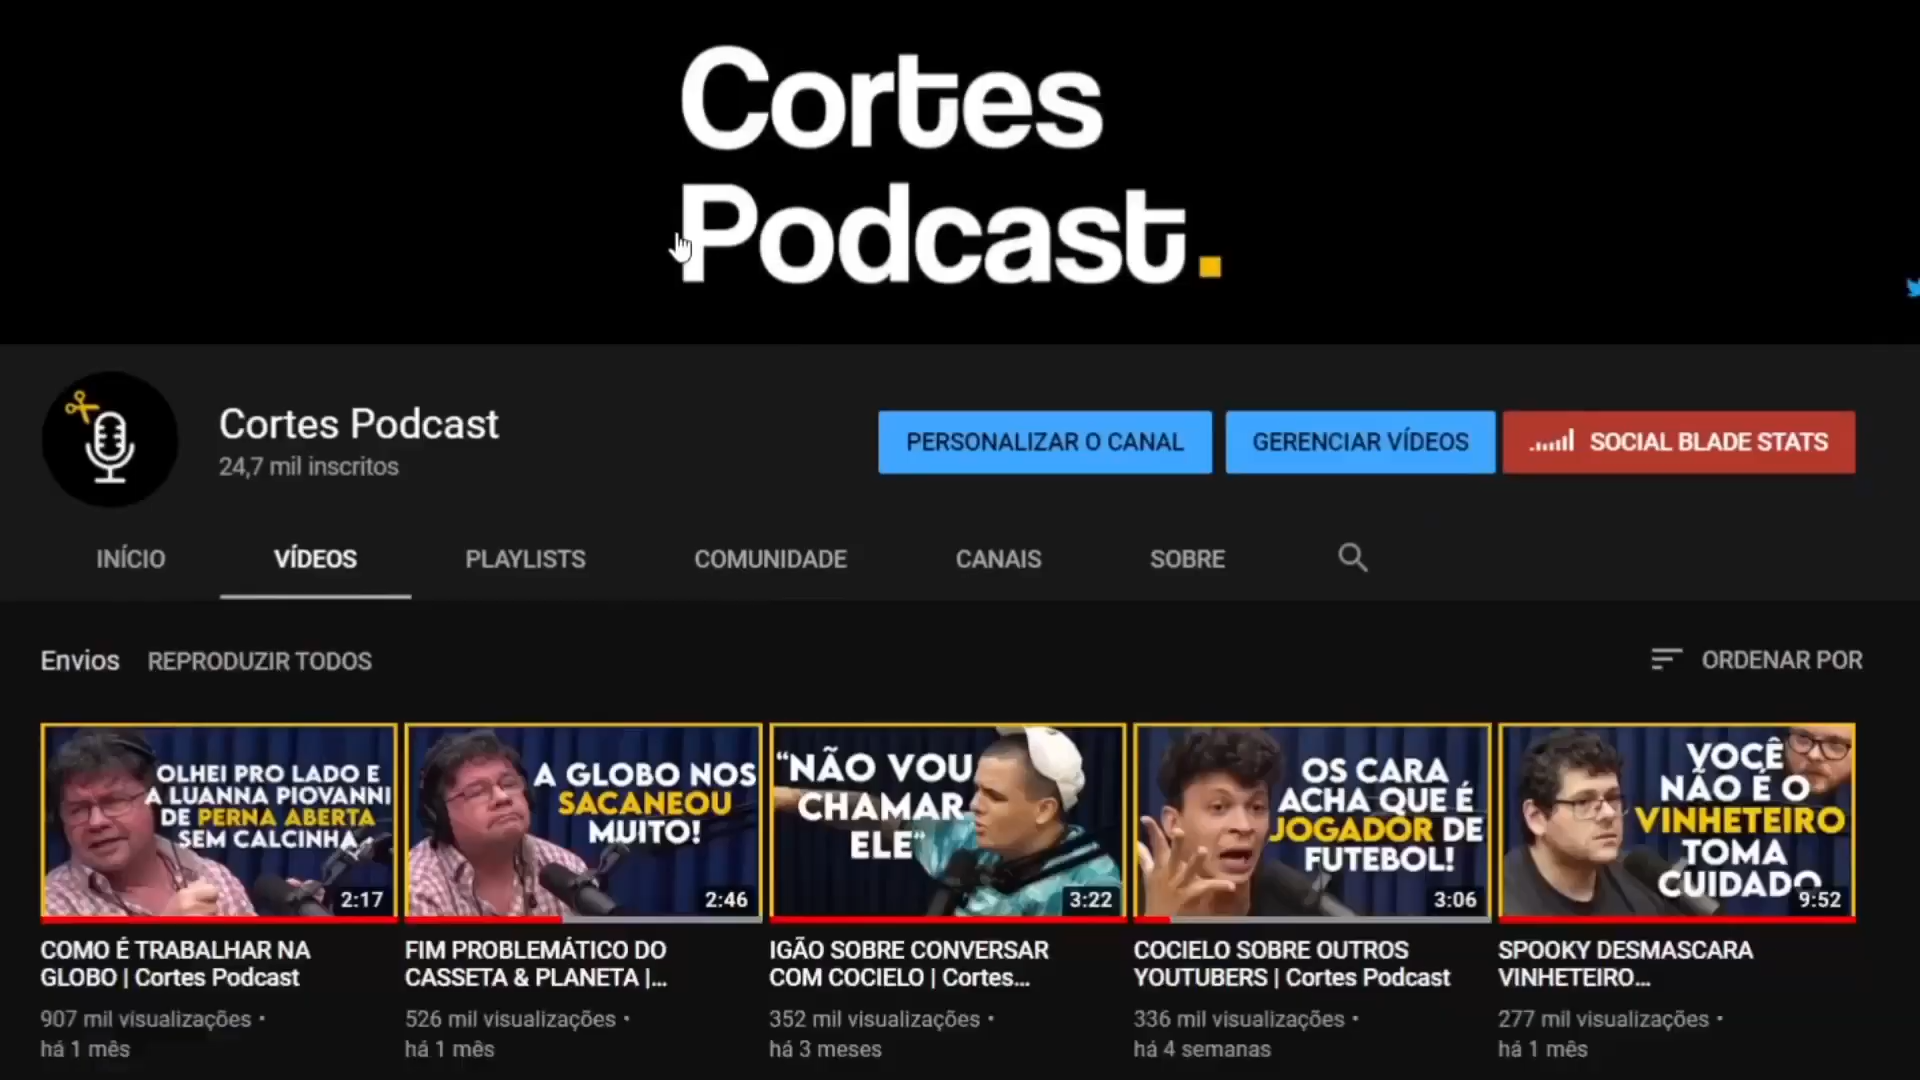 Cortes
Podcast.
Cortes Podcast
24,7 mil inscritos
PERSONALIZAR O CANAL
GERENCIAR VÍDEOS
SOCIAL BLADE STATS
INÍCIO
VÍDEOS
PLAYLISTS
COMUNIDADE
CANAIS
SOBRE
Envios
REPRODUZIR TODOS
ORDENAR POR
OLHEI PRO LADO E
A LUANNA PIOVANNI
DE PERNA ABERTA
SEM CALCINHA
2:17
COMO É TRABALHAR NA
GLOBO | Cortes Podcast
907 mil visualizações •
há 1 mês
A GLOBO NOS
SACANEOU
MUITO!
2:46
FIM PROBLEMÁTICO DO
CASSETA & PLANETA |...
526 mil visualizações •
há 1 mês
“NÃO VOU
CHAMAR
ELE”
3:22
IGÃO SOBRE CONVERSAR
COM COCIELO | Cortes...
352 mil visualizações •
há 3 meses
OS CARA
ACHA QUE É
JOGADOR DE
FUTEBOL!
3:06
COCIELO SOBRE OUTROS
YOUTUBERS | Cortes Podcast
336 mil visualizações •
há 4 semanas
VOCÊ
NÃO É O
VINHETEIRO
TOMA
CUIDADO
9:52
SPOOKY DESMASCARA
VINHETEIRO...
277 mil visualizações •
há 1 mês